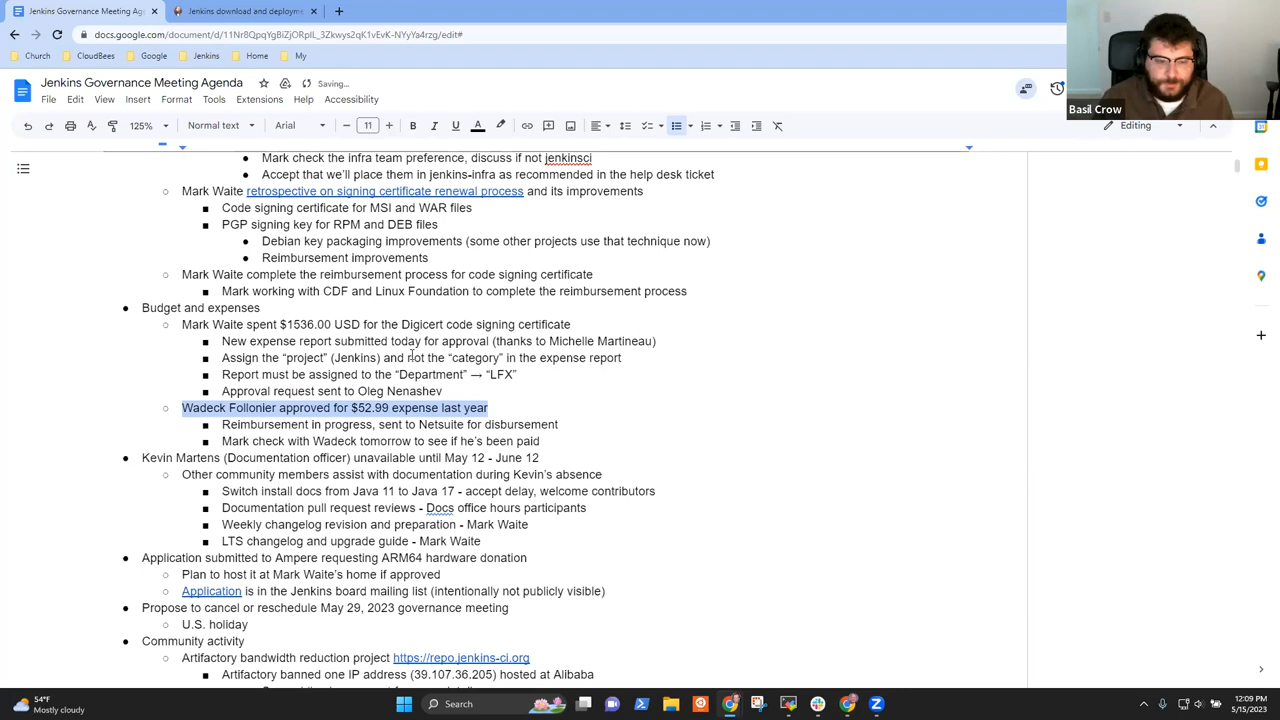 Jenkins Governance Meeting Age
Jenkins download and deployme
docs.google.com/document/d/11Nr8QpqYgBiZjORpIL_3Zkwys2qK1vEvK-NYyYa4rzg/edit#
Church
CloudBees
Google
Home
My
Jenkins Governance Meeting Agenda
Saving...
File Edit View Insert Format Tools Extensions Help Accessibility
125%
Normal text
Arial
11
Editing
Basil Crow
Mark check the infra team preference, discuss if not jenkinsci
Accept that we'll place them in jenkins-infra as recommended in the help desk ticket
Mark Waite retrospective on signing certificate renewal process and its improvements
Code signing certificate for MSI and WAR files
PGP signing key for RPM and DEB files
Debian key packaging improvements (some other projects use that technique now)
Reimbursement improvements
Mark Waite complete the reimbursement process for code signing certificate
Mark working with CDF and Linux Foundation to complete the reimbursement process
Budget and expenses
Mark Waite spent $1536.00 USD for the Digicert code signing certificate
New expense report submitted today for approval (thanks to Michelle Martineau)
Assign the “project” (Jenkins) and not the “category” in the expense report
Report must be assigned to the “Department” → “LFX”
Approval request sent to Oleg Nenashev
Wadeck Follonier approved for $52.99 expense last year
Reimbursement in progress, sent to Netsuite for disbursement
Mark check with Wadeck tomorrow to see if he's been paid
Kevin Martens (Documentation officer) unavailable until May 12 - June 12
Other community members assist with documentation during Kevin's absence
Switch install docs from Java 11 to Java 17 - accept delay, welcome contributors
Documentation pull request reviews - Docs office hours participants
Weekly changelog revision and preparation - Mark Waite
LTS changelog and upgrade guide - Mark Waite
Application submitted to Ampere requesting ARM64 hardware donation
Plan to host it at Mark Waite's home if approved
Application is in the Jenkins board mailing list (intentionally not publicly visible)
Propose to cancel or reschedule May 29, 2023 governance meeting
U.S. holiday
Community activity
Artifactory bandwidth reduction project https://repo.jenkins-ci.org
Artifactory banned one IP address (39.107.36.205) hosted at Alibaba
54°F
Mostly cloudy
Search
12:09 PM
5/15/2023